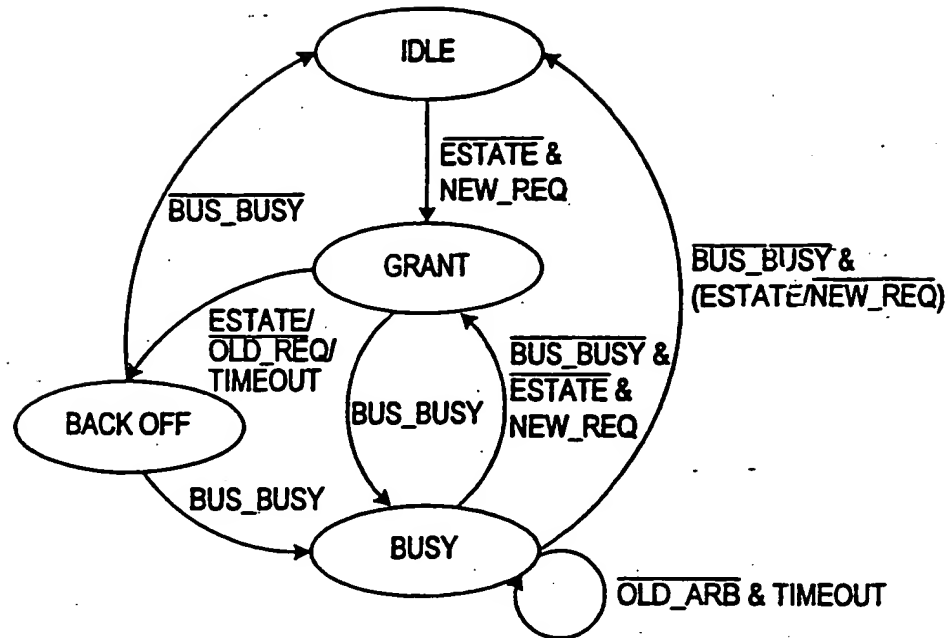 IDLE
ESTATE &
NEW_REQ
BUS_BUSY
GRANT
BUS_BUSY &
(ESTATE/NEW_REQ)
ESTATE/
OLD_REQ/
TIMEOUT
BUS_BUSY &
ESTATE &
NEW_REQ
BUS_BUSY
BACK OFF
BUS_BUSY
BUSY
OLD_ARB & TIMEOUT